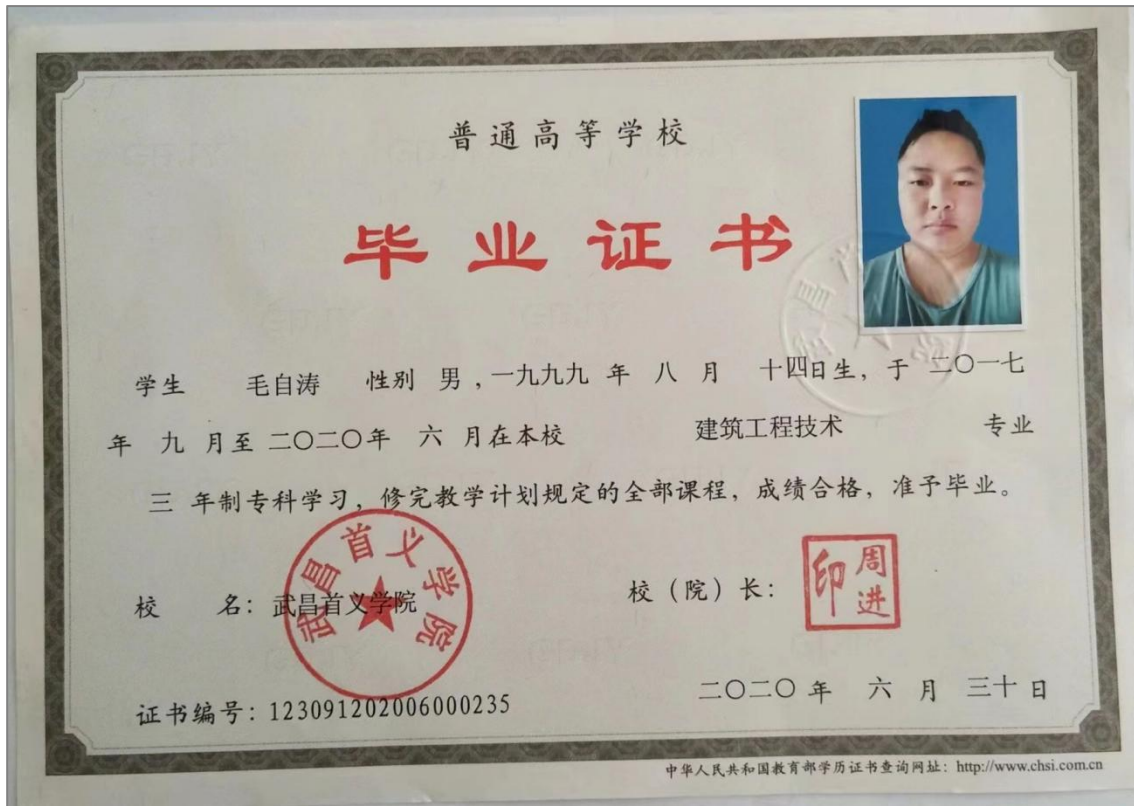 普通高等学校
毕业证书
学生 毛自涛 性别 男，一九九九 年 八 月 十四日生，于 二〇一七
年 九 月至 二〇二〇年 六 月在本校 建筑工程技术 专业
三 年制专科学习，修完教学计划规定的全部课程，成绩合格，准予毕业。
武昌首义学院
校 名：武昌首义学院
校（院）长：
周进印
证书编号：123091202006000235
二〇二〇 年 六 月 三十 日
中华人民共和国教育部学历证书查询网址：http://www.chsi.com.cn